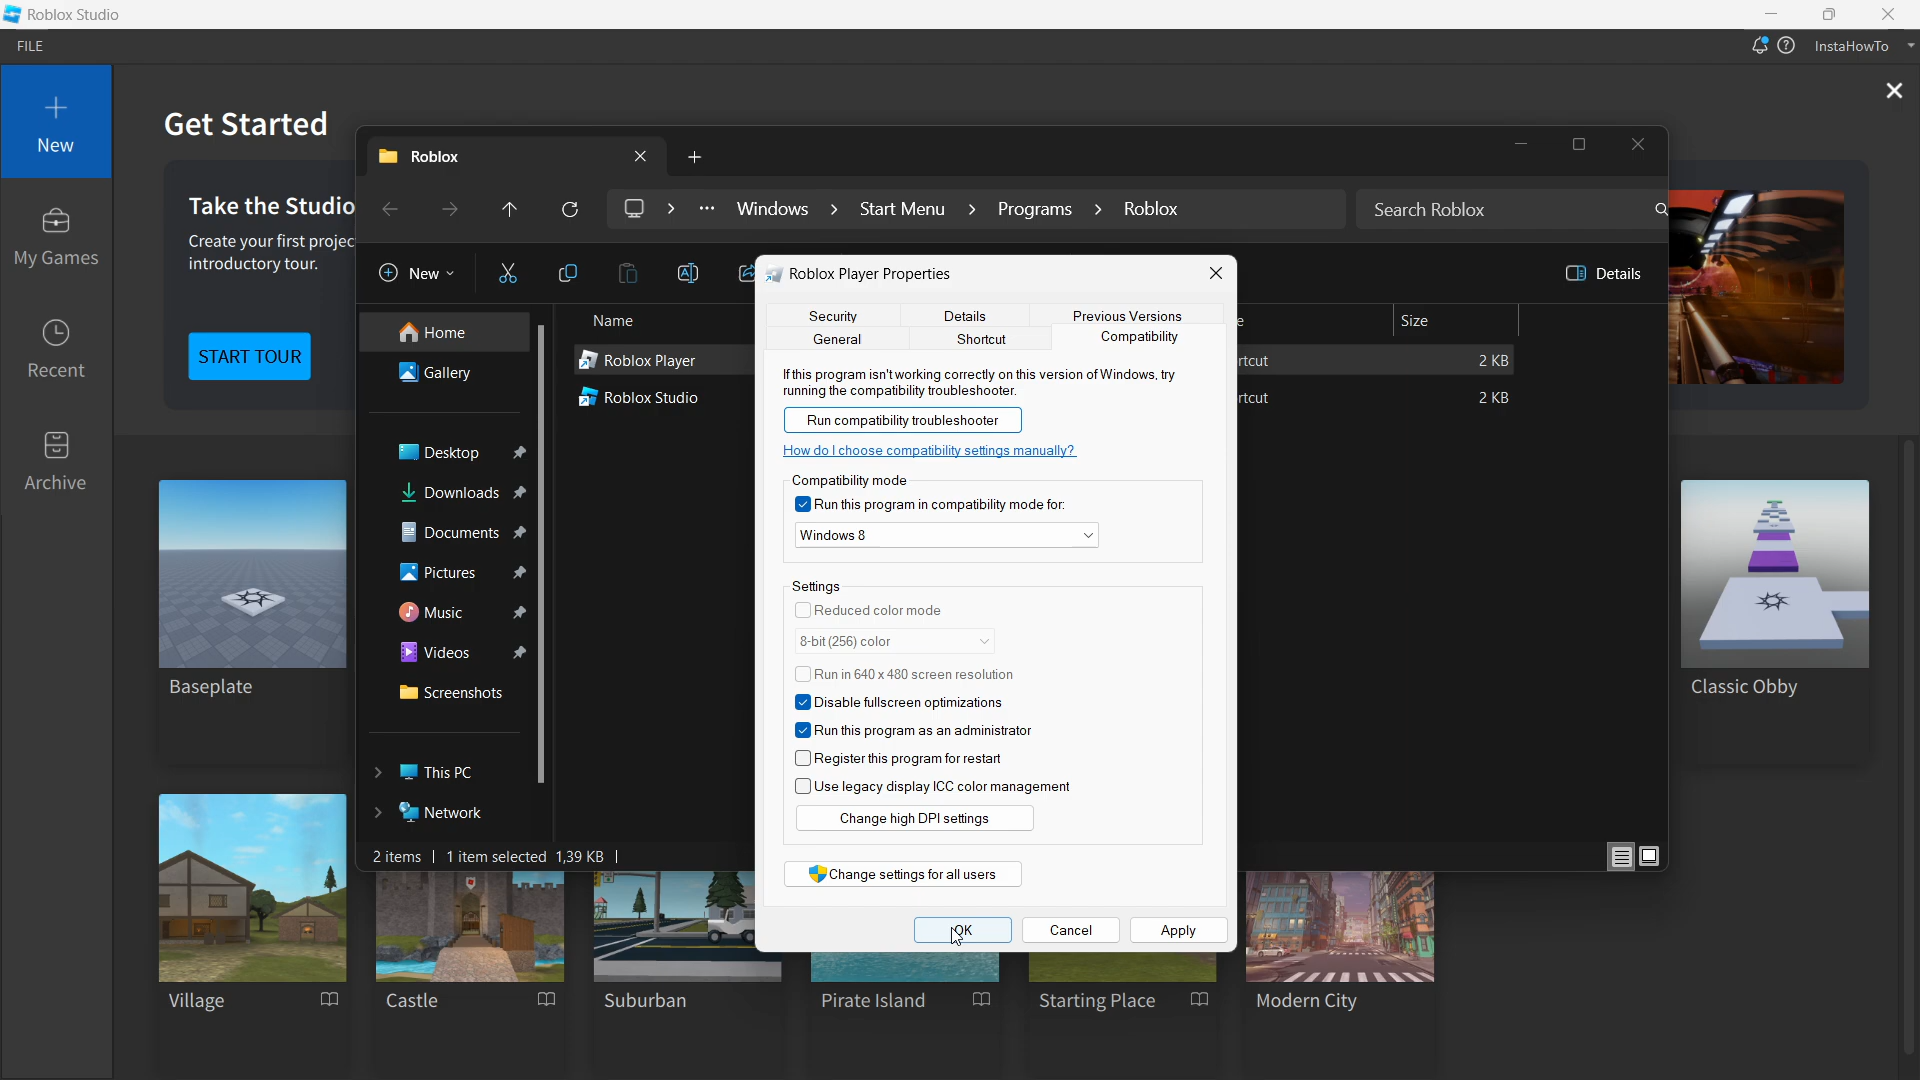 Roblox Studio
FILE
InstaHowTo
New
My Games
Recent
Archive
Get Started
Take the Studio
Create your first projec
introductory tour.
START TOUR
Roblox
Windows > Start Menu > Programs > Roblox
Search Roblox
New
Details
Home
Gallery
Desktop
Downloads
Documents
Pictures
Music
Videos
Screenshots
This PC
Network
Name
Size
Roblox Player
rtcut
2 KB
Roblox Studio
rtcut
2 KB
2 items | 1 item selected 1,39 KB |
Roblox Player Properties
Security
Details
Previous Versions
General
Shortcut
Compatibility
If this program isn't working correctly on this version of Windows, try
running the compatibility troubleshooter.
Run compatibility troubleshooter
How do I choose compatibility settings manually?
Compatibility mode
Run this program in compatibility mode for:
Windows 8
Settings
Reduced color mode
8-bit (256) color
Run in 640 x 480 screen resolution
Disable fullscreen optimizations
Run this program as an administrator
Register this program for restart
Use legacy display ICC color management
Change high DPI settings
Change settings for all users
OK
Cancel
Apply
Baseplate
Classic Obby
Village
Castle
Suburban
Pirate Island
Starting Place
Modern City